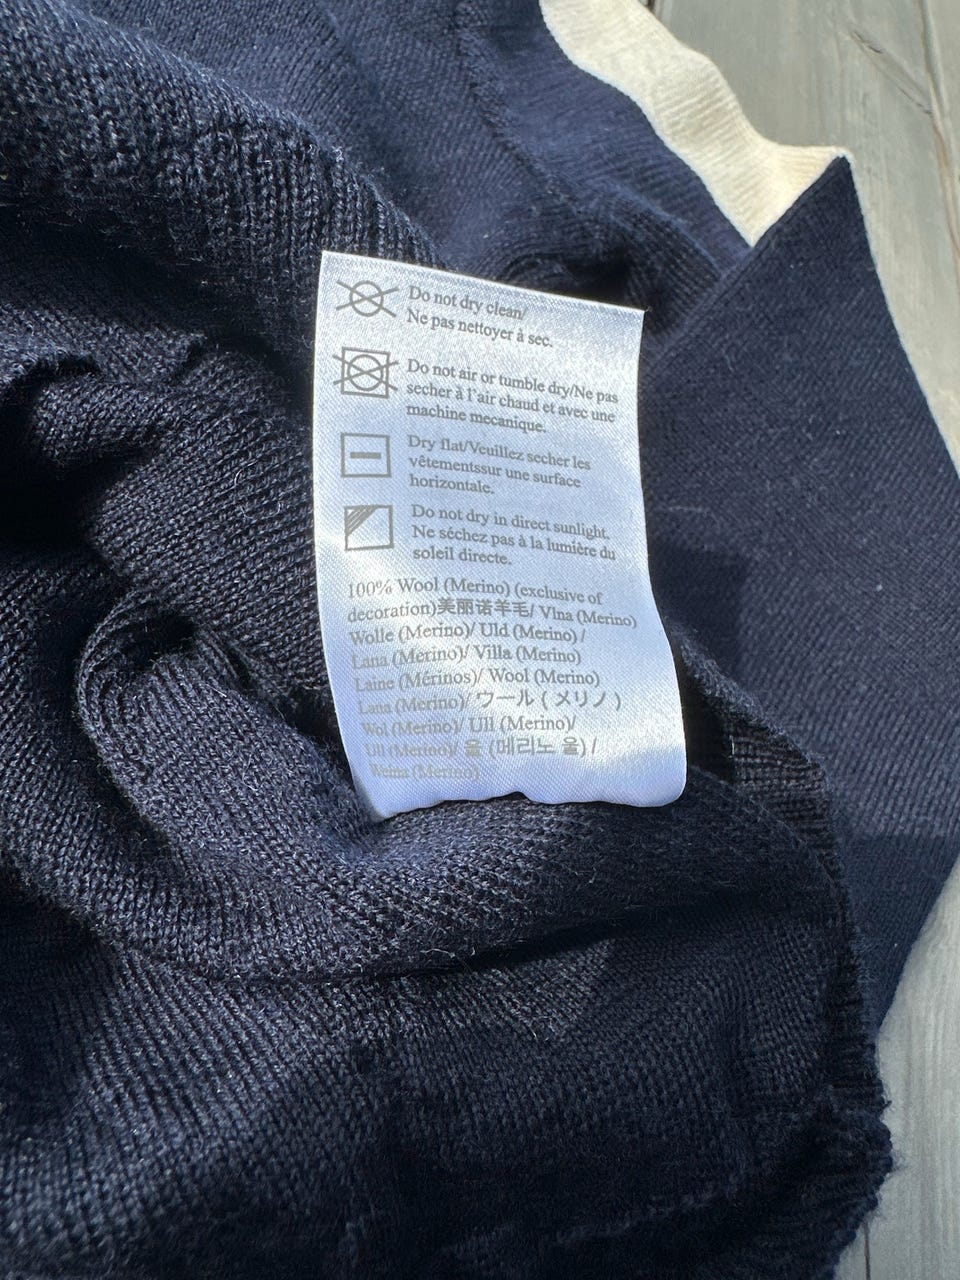 Do not dry clean/
Ne pas nettoyer à sec.
Do not air or tumble dry/Ne pas
secher à l'air chaud et avec une
machine mecanique.
Dry flat/Veuillez secher les
vêtementssur une surface
horizontale.
Do not dry in direct sunlight.
Ne séchez pas à la lumière du
soleil directe.
100% Wool (Merino) (exclusive of
decoration)美丽诺羊毛/ Vlna (Merino)
Wolle (Merino)/ Uld (Merino) /
Lana (Merino)/ Villa (Merino)
Laine (Mérinos)/ Wool (Merino)
Lana (Merino)/ ウール ( メリノ )
Wol (Merino)/ Ull (Merino)/
Ull (Merino)/ 울 (메리노 울) /
Wełna (Merino)